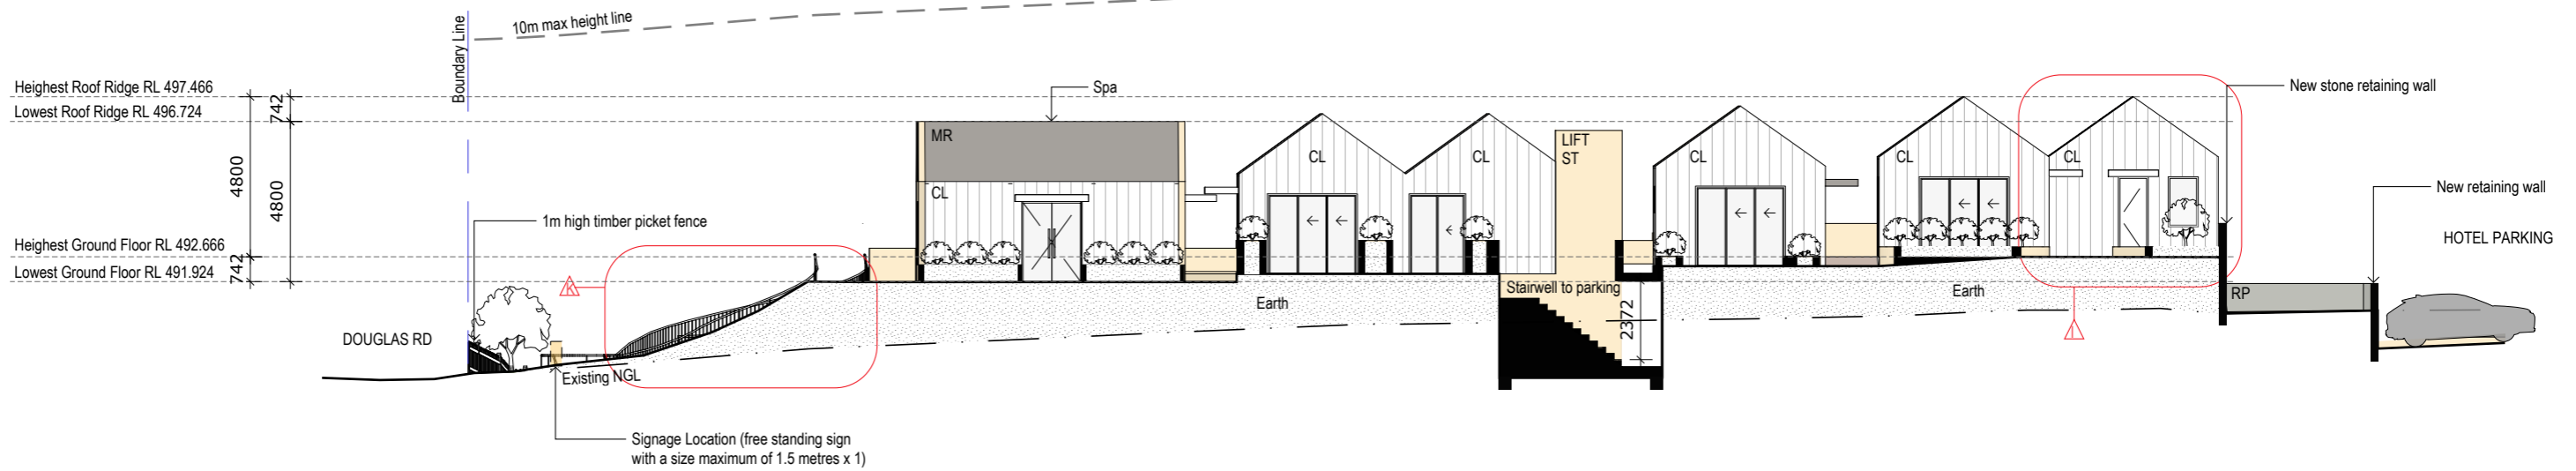 10m max height line
Boundary Line
Heighest Roof Ridge RL 497.466
Lowest Roof Ridge RL 496.724
742
4800
4800
Spa
New stone retaining wall
MR
CL
CL
CL
LIFT
ST
CL
CL
CL
New retaining wall
1m high timber picket fence
Heighest Ground Floor RL 492.666
Lowest Ground Floor RL 491.924
742
HOTEL PARKING
K
Stairwell to parking
Earth
Earth
RP
2372
DOUGLAS RD
Existing NGL
Signage Location (free standing sign
with a size maximum of 1.5 metres x 1)